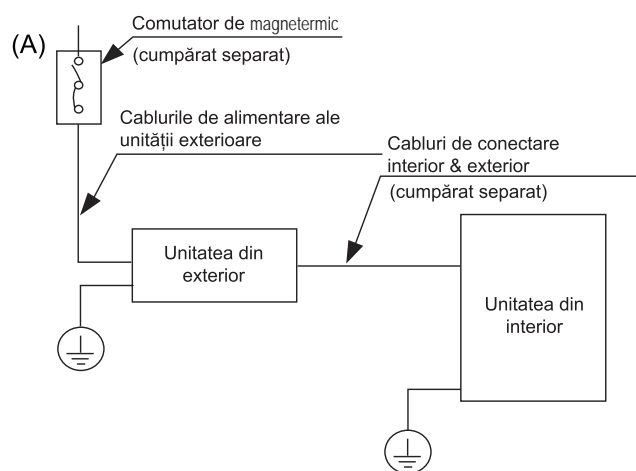 (A)
Comutator de magnetermic
(cumpărat separat)
Cablurile de alimentare ale
unității exterioare
Cabluri de conectare
interior & exterior
(cumpărat separat)
Unitatea din
exterior
Unitatea din
interior